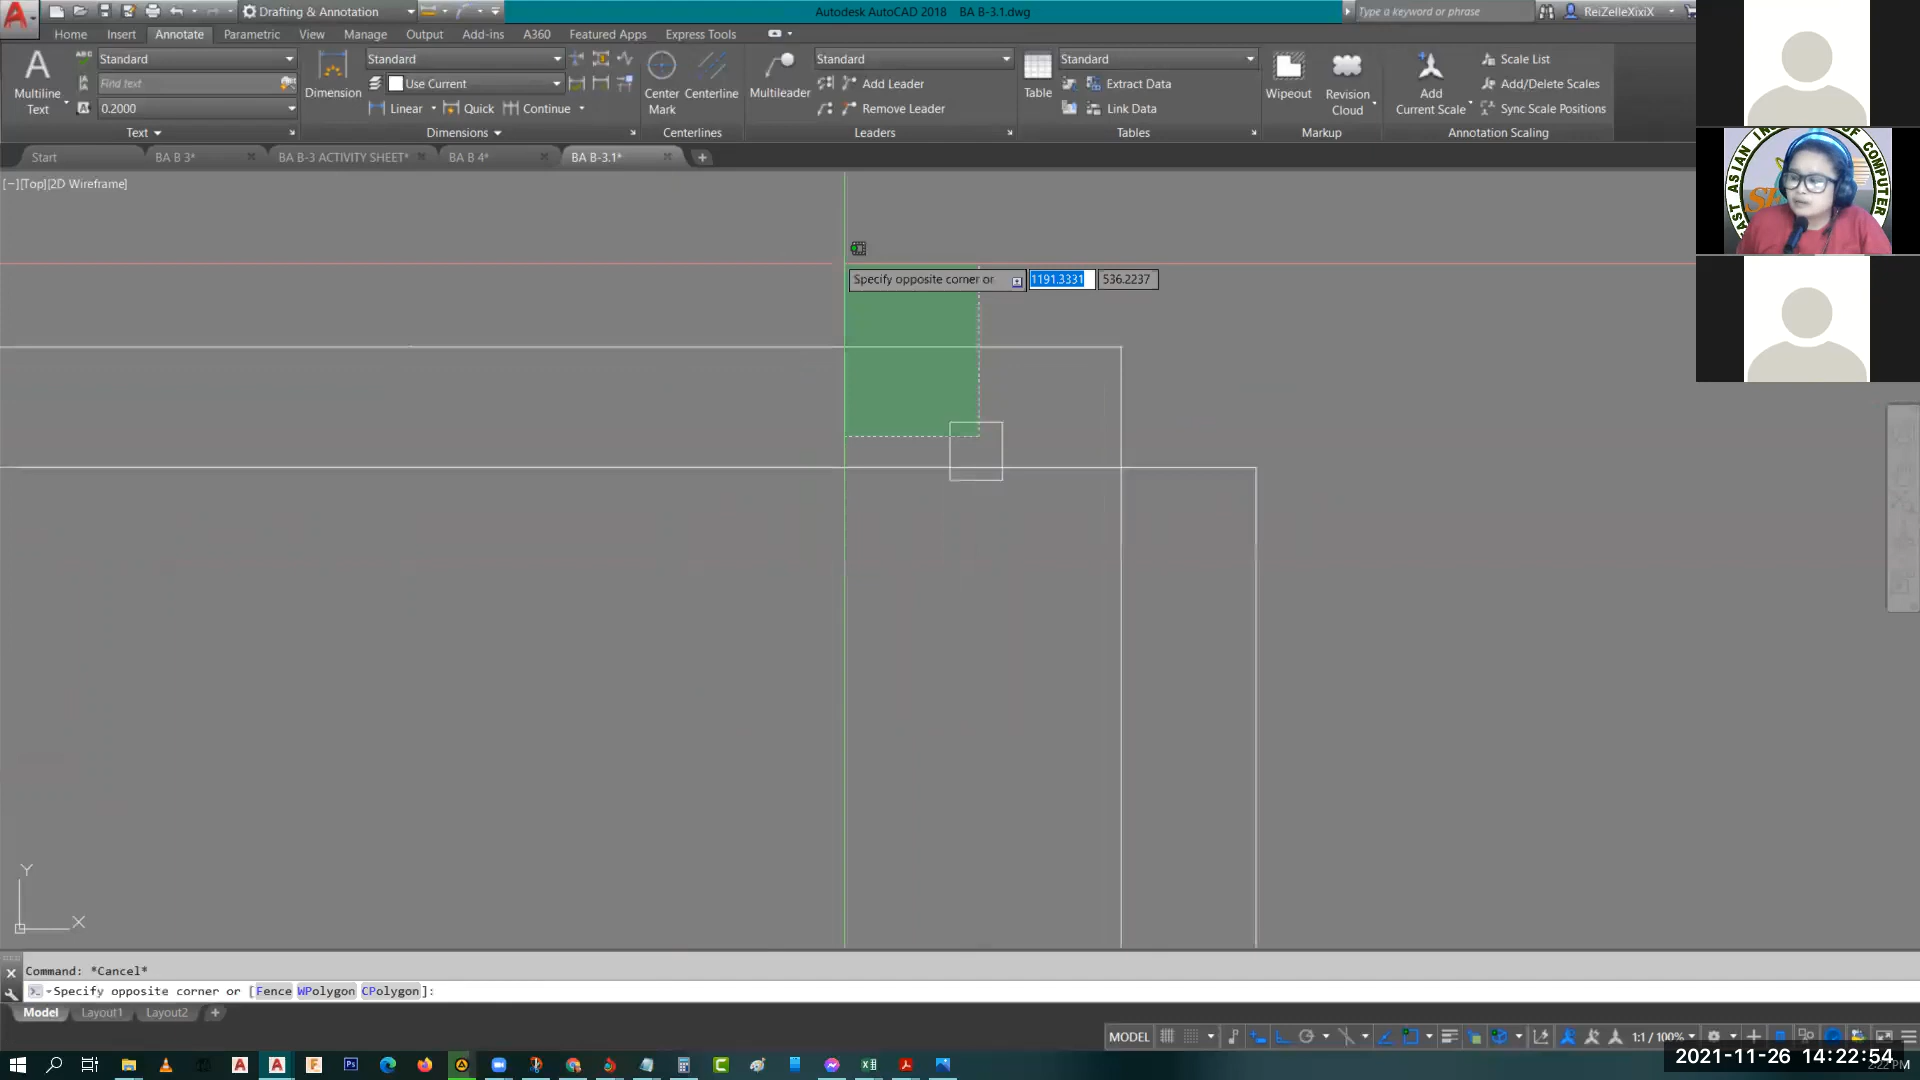 Drafting & Annotation
Autodesk AutoCAD 2018 BA B-3.1.dwg
Type a keyword or phrase
ReiZelleXixiX
Home Insert Annotate Parametric View Manage Output Add-ins A360 Featured Apps Express Tools
Multiline Text
Standard
Find text
0.2000
Text
Dimension
Standard
Use Current
Linear Quick Continue
Dimensions
Center Mark
Centerline
Centerlines
Multileader
Standard
Add Leader
Remove Leader
Leaders
Table
Standard
Extract Data
Link Data
Tables
Wipeout
Revision Cloud
Markup
Add Current Scale
Scale List
Add/Delete Scales
Sync Scale Positions
Annotation Scaling
Start
BA B 3*
BA B-3 ACTIVITY SHEET*
BA B 4*
BA B-3.1*
[−][Top][2D Wireframe]
Specify opposite corner or 1191.3331 536.2237
Y
X
Command: *Cancel*
Specify opposite corner or [Fence WPolygon CPolygon]:
Model Layout1 Layout2 +
MODEL
1:1 / 100%
2021-11-26 14:22:54